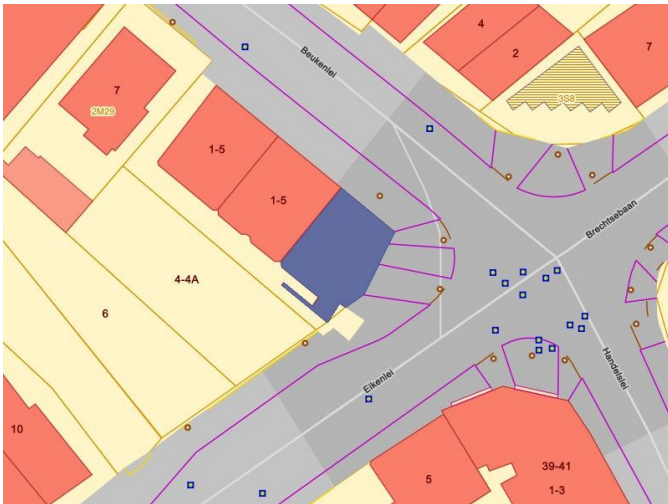 4
2
7
3S8
Beukenlei
7
2M29
1-5
1-5
Brechtsebaan
4-4A
6
Handelslei
Eikenlei
10
5
39-41
1-3